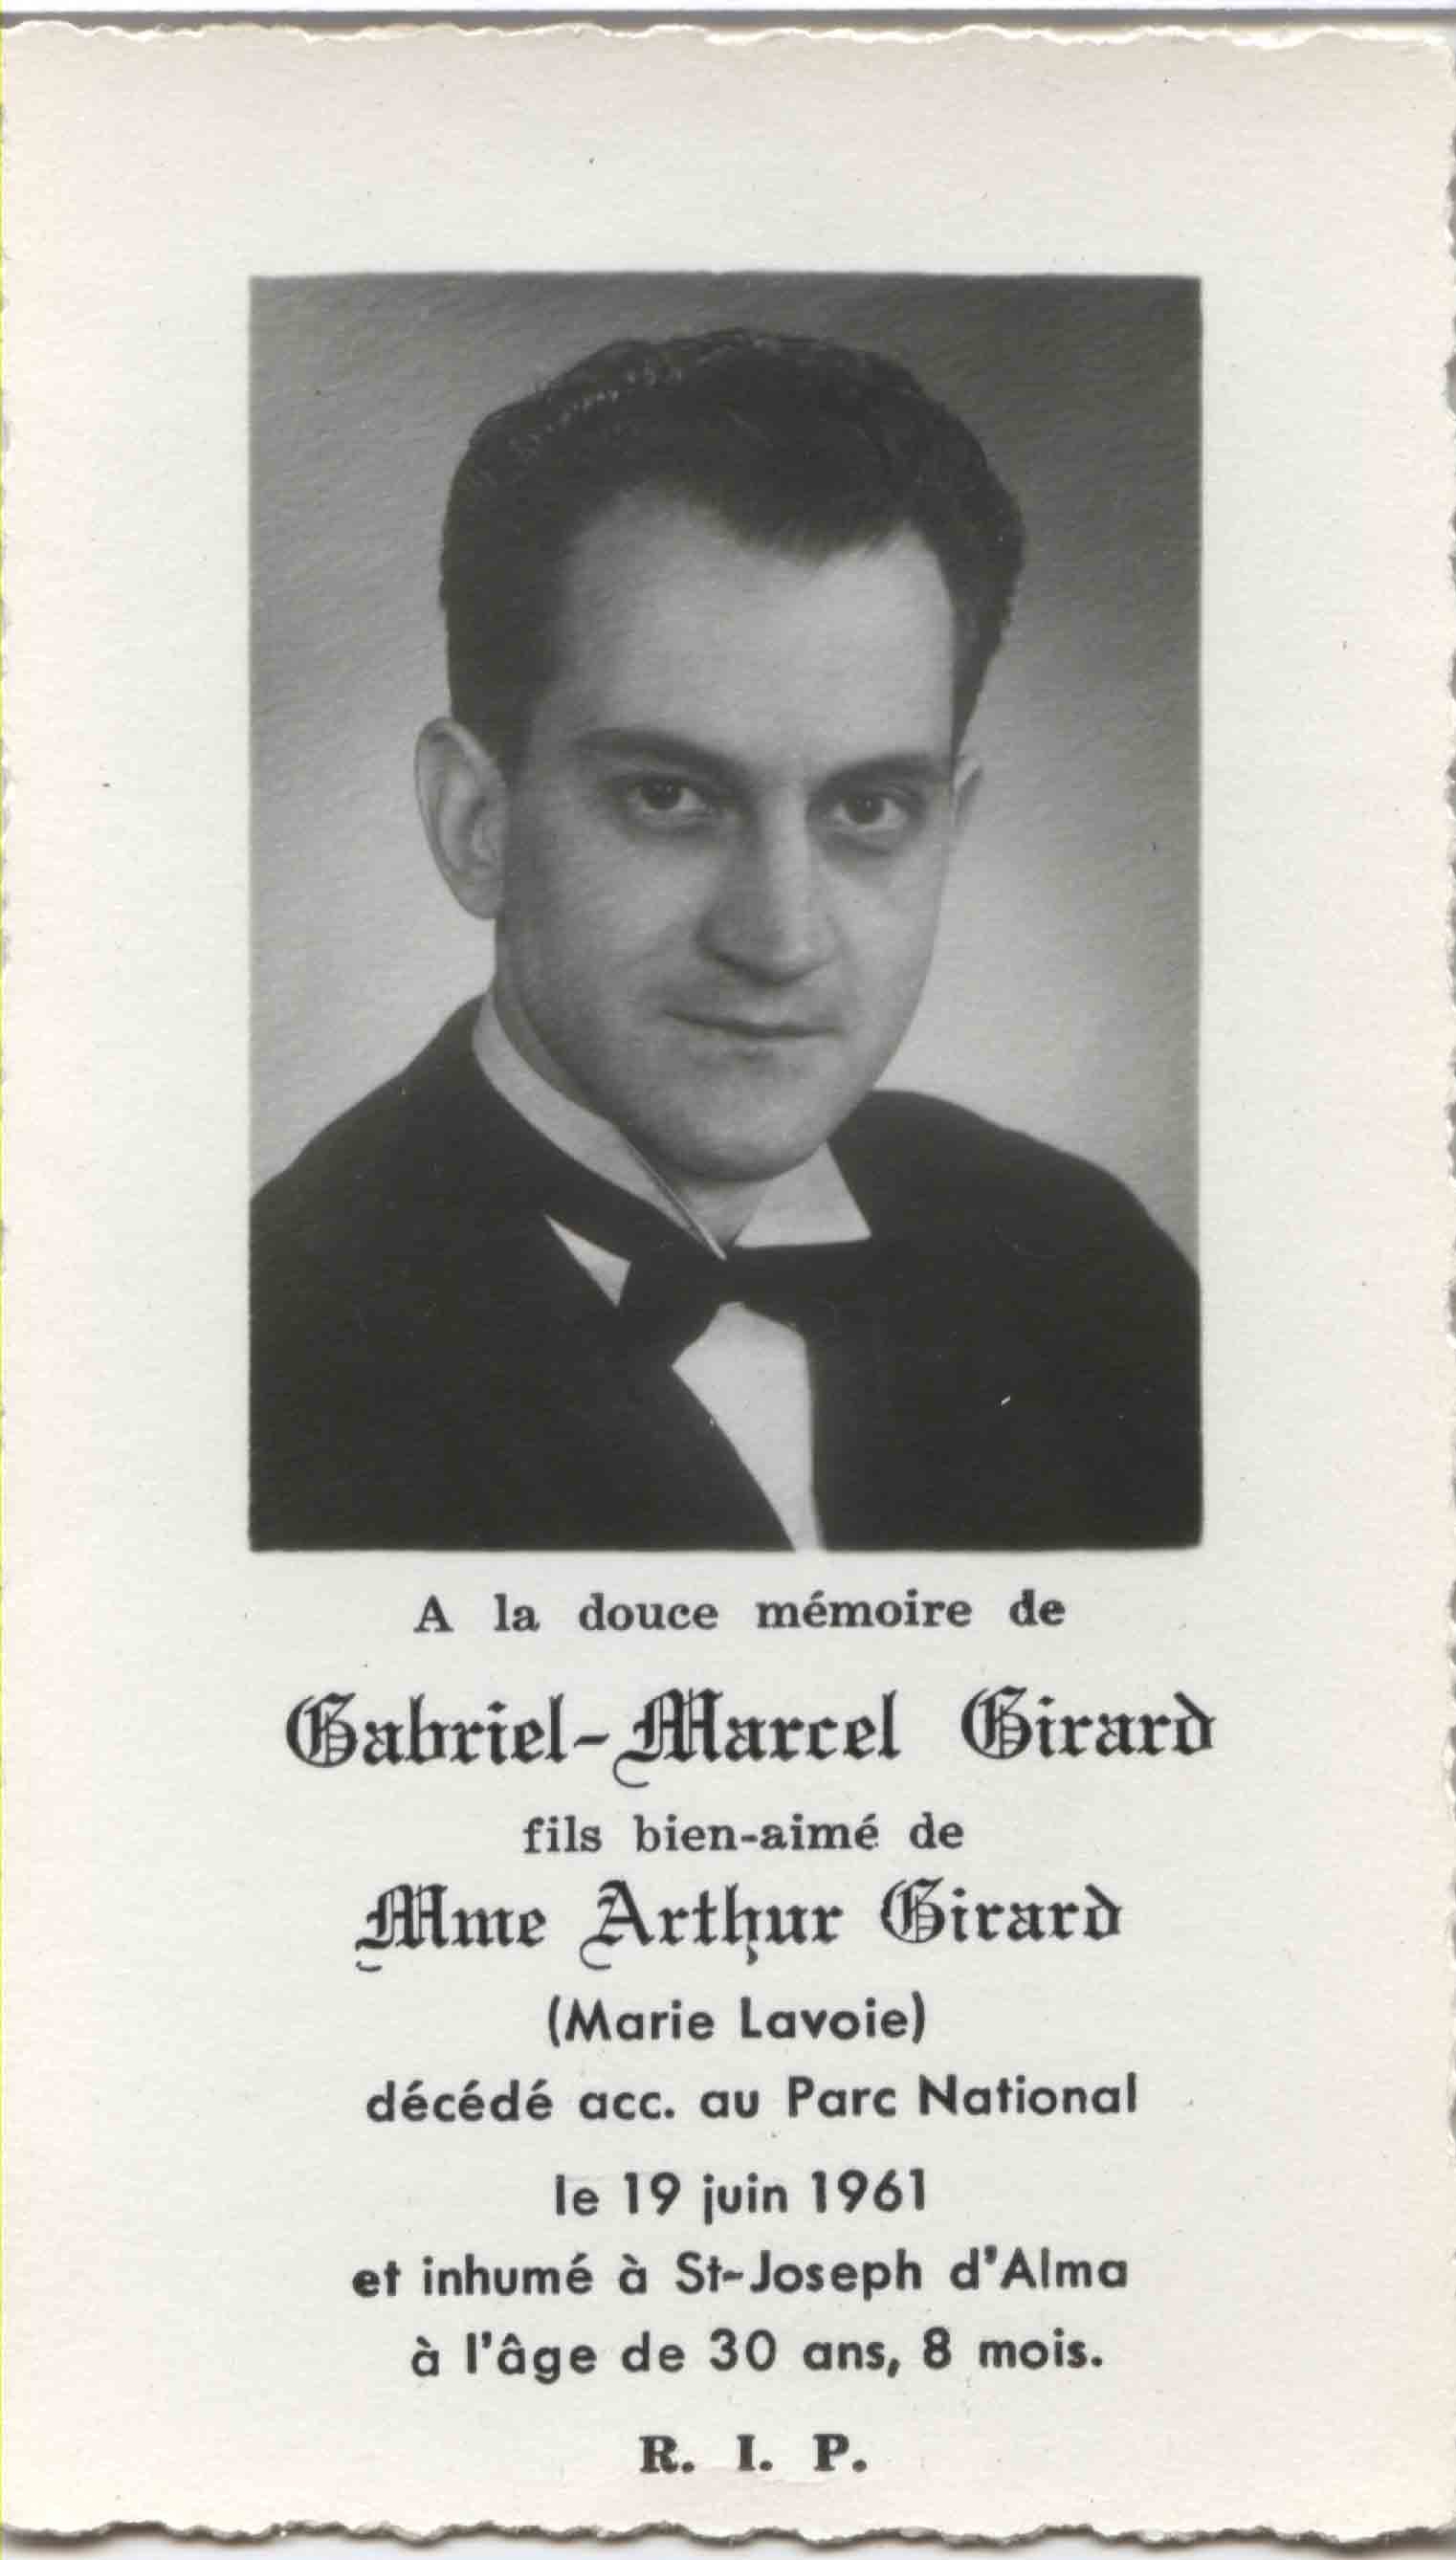 A la douce mémoire de
Gabriel-Marcel Girard
fils bien-aimé de
Mme Arthur Girard
(Marie Lavoie)
décédé acc. au Parc National
le 19 juin 1961
et inhumé à St-Joseph d'Alma
à l'âge de 30 ans, 8 mois.
R. I. P.